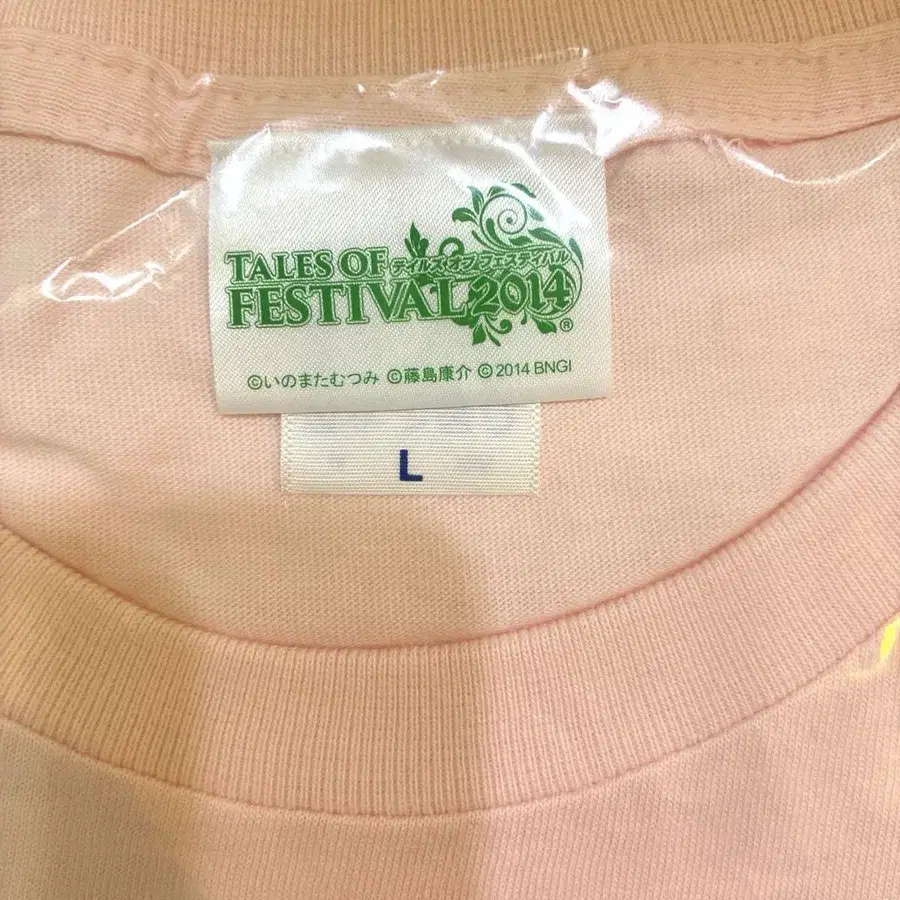 TALES OF テイルズ オブ フェスティバル
FESTIVAL 2014®
©いのまたむつみ ©藤島康介 ©2014 BNGI
L